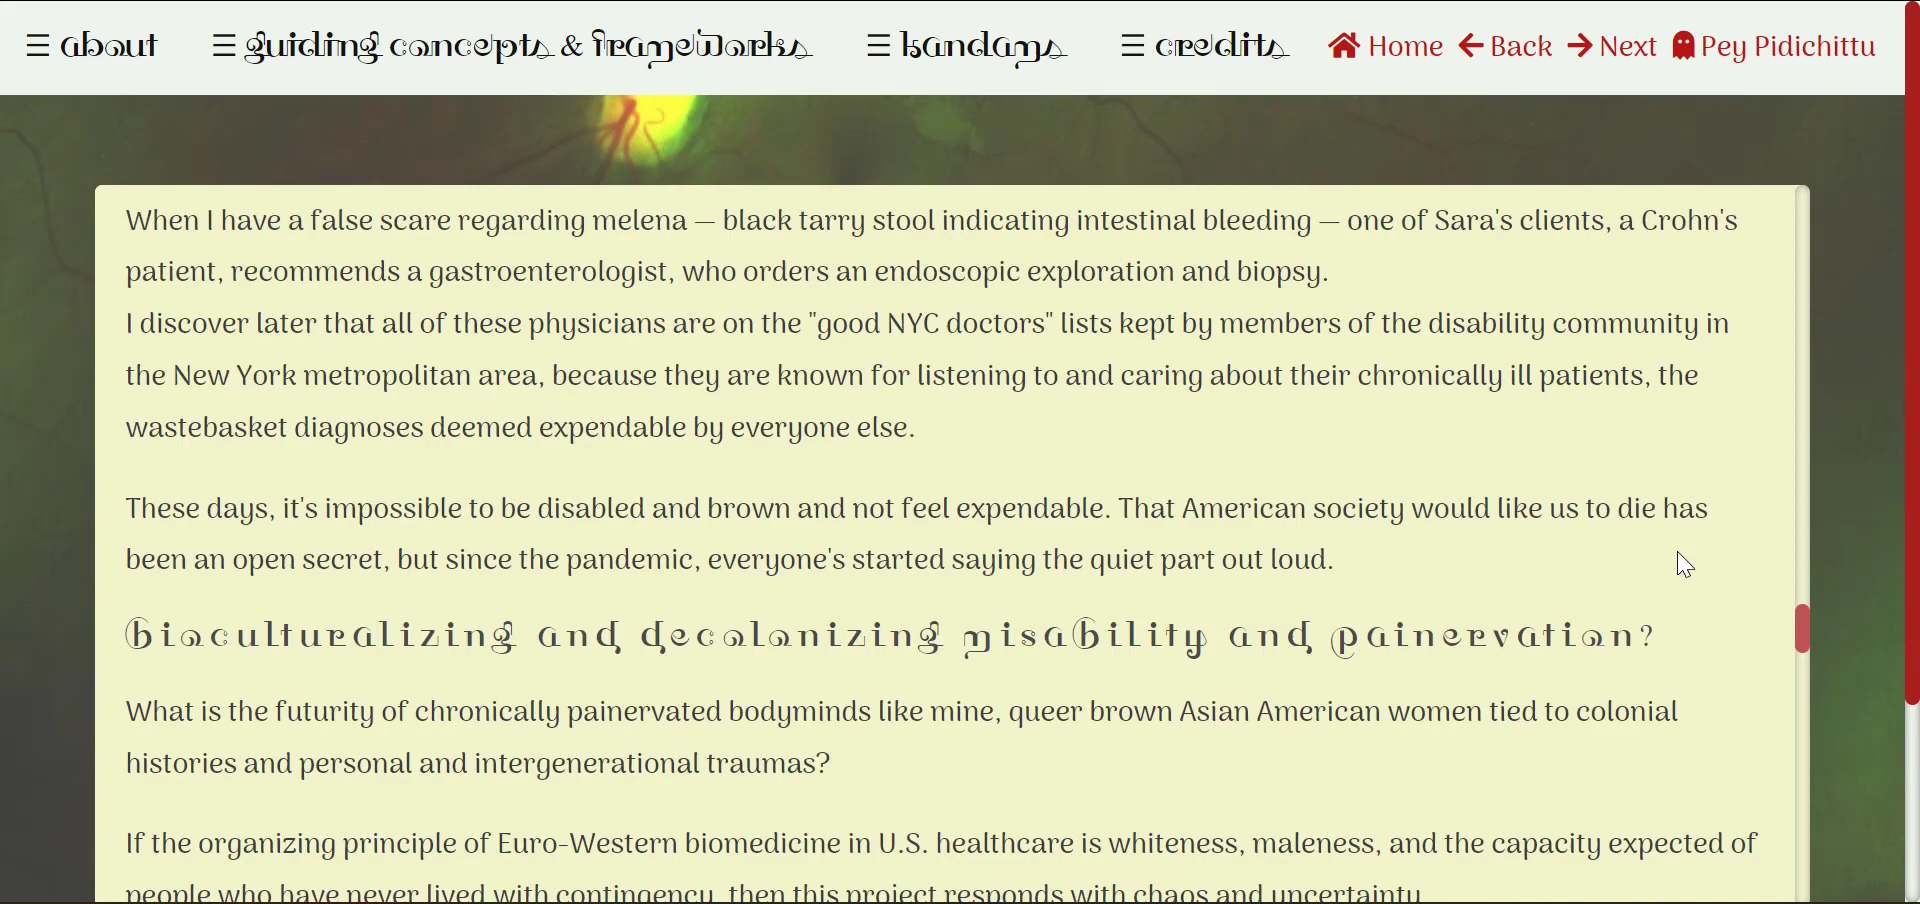 ☰ about ☰ guiding concepts & frameworks ☰ kandams ☰ credits Home Back Next Pey Pidichittu
When I have a false scare regarding melena — black tarry stool indicating intestinal bleeding — one of Sara's clients, a Crohn's
patient, recommends a gastroenterologist, who orders an endoscopic exploration and biopsy.
I discover later that all of these physicians are on the "good NYC doctors" lists kept by members of the disability community in
the New York metropolitan area, because they are known for listening to and caring about their chronically ill patients, the
wastebasket diagnoses deemed expendable by everyone else.
These days, it's impossible to be disabled and brown and not feel expendable. That American society would like us to die has
been an open secret, but since the pandemic, everyone's started saying the quiet part out loud.
bioculturalizing and decolonizing misability and painervation?
What is the futurity of chronically painervated bodyminds like mine, queer brown Asian American women tied to colonial
histories and personal and intergenerational traumas?
If the organizing principle of Euro-Western biomedicine in U.S. healthcare is whiteness, maleness, and the capacity expected of
people who have never lived with contingency, then this project responds with chaos and uncertainty.